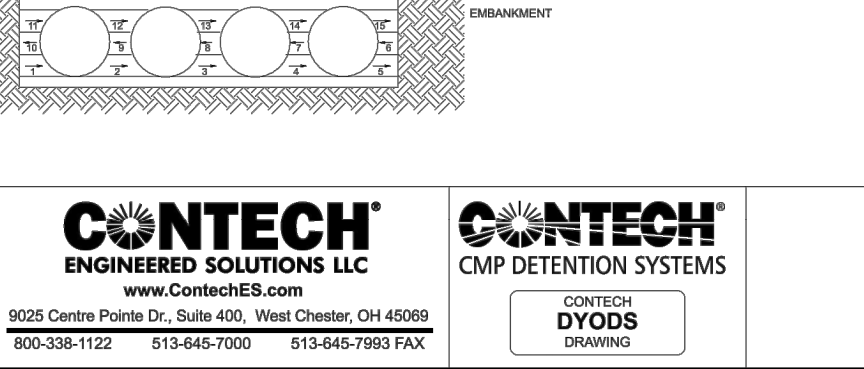 EMBANKMENT
11 12 13 14 15
10 9 8 7 6
1 2 3 4 5
CONTECH®
ENGINEERED SOLUTIONS LLC
www.ContechES.com
9025 Centre Pointe Dr., Suite 400, West Chester, OH 45069
800-338-1122 513-645-7000 513-645-7993 FAX
CONTECH®
CMP DETENTION SYSTEMS
CONTECH
DYODS
DRAWING